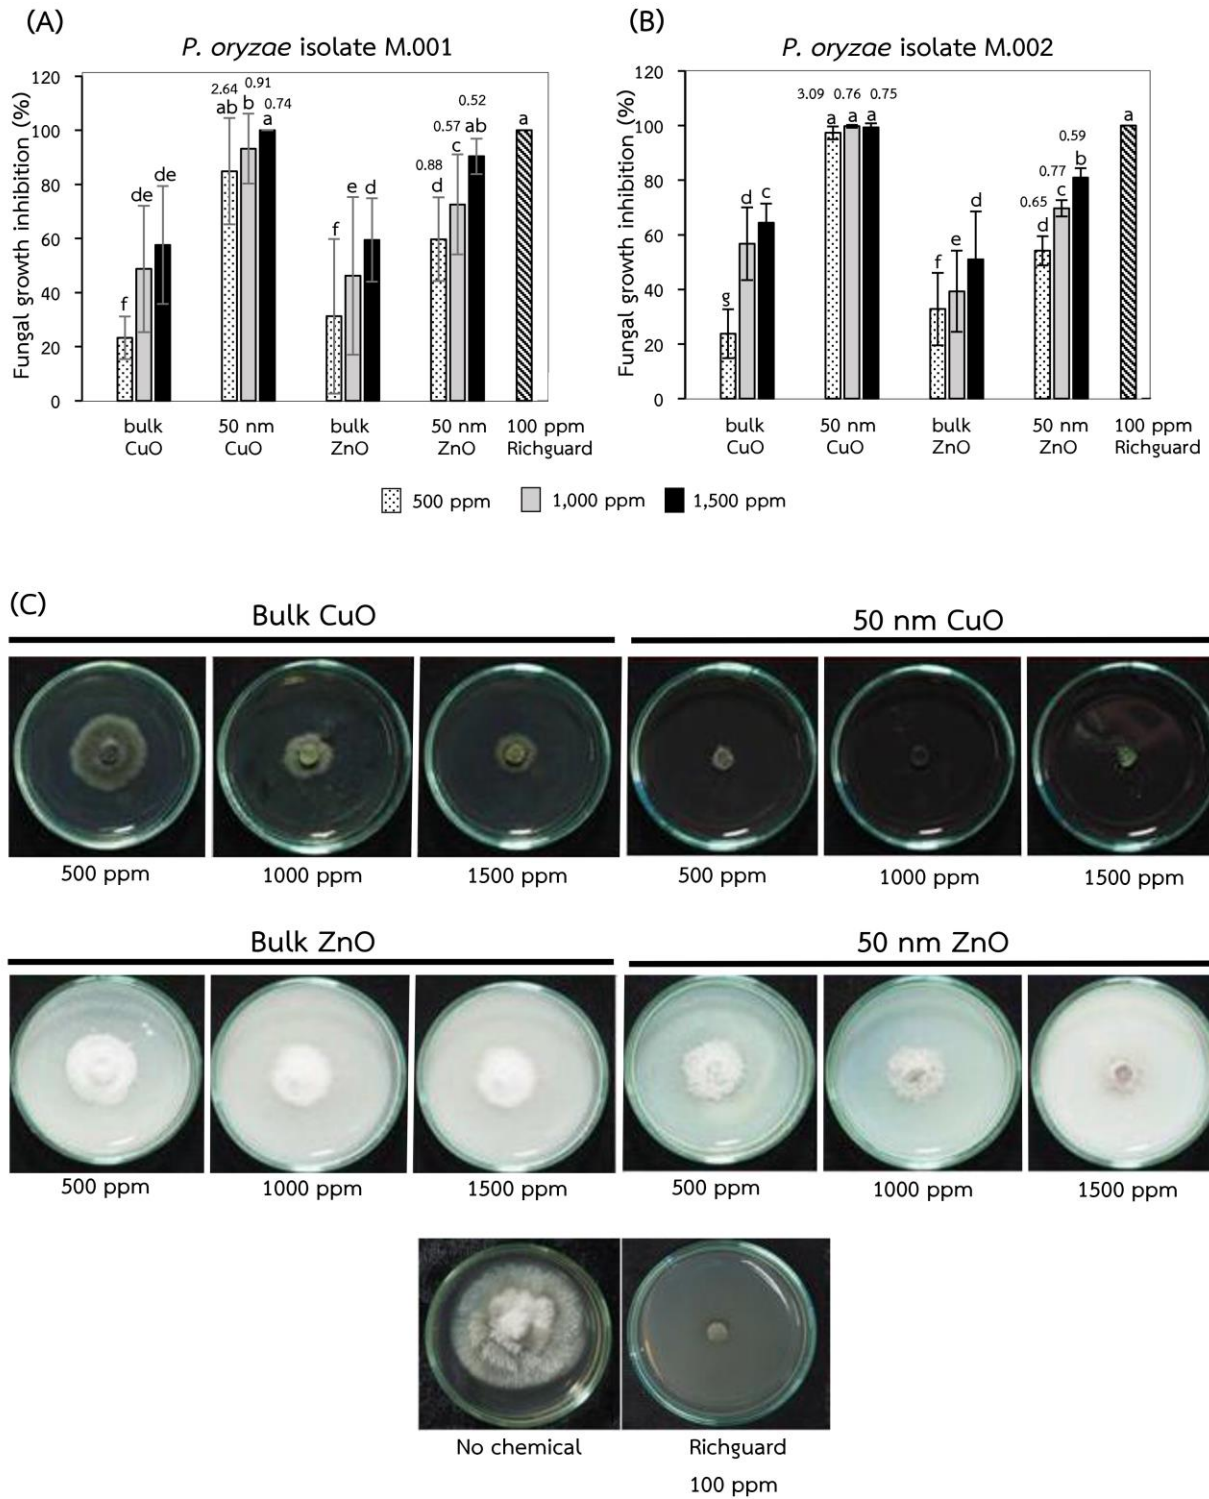 (A)
P. oryzae isolate M.001
Fungal growth inhibition (%)
120
100
80
60
40
20
0
f
de
de
2.64
ab
0.91
b
0.74
a
f
e
d
0.88
d
0.57
c
0.52
ab
a
bulk
CuO
50 nm
CuO
bulk
ZnO
50 nm
ZnO
100 ppm
Richguard
(B)
P. oryzae isolate M.002
Fungal growth inhibition (%)
120
100
80
60
40
20
0
g
d
c
3.09
0.76
0.75
a
a
a
f
e
d
0.65
d
0.77
c
0.59
b
a
bulk
CuO
50 nm
CuO
bulk
ZnO
50 nm
ZnO
100 ppm
Richguard
500 ppm
1,000 ppm
1,500 ppm
(C)
Bulk CuO
50 nm CuO
500 ppm
1000 ppm
1500 ppm
500 ppm
1000 ppm
1500 ppm
Bulk ZnO
50 nm ZnO
500 ppm
1000 ppm
1500 ppm
500 ppm
1000 ppm
1500 ppm
No chemical
Richguard
100 ppm